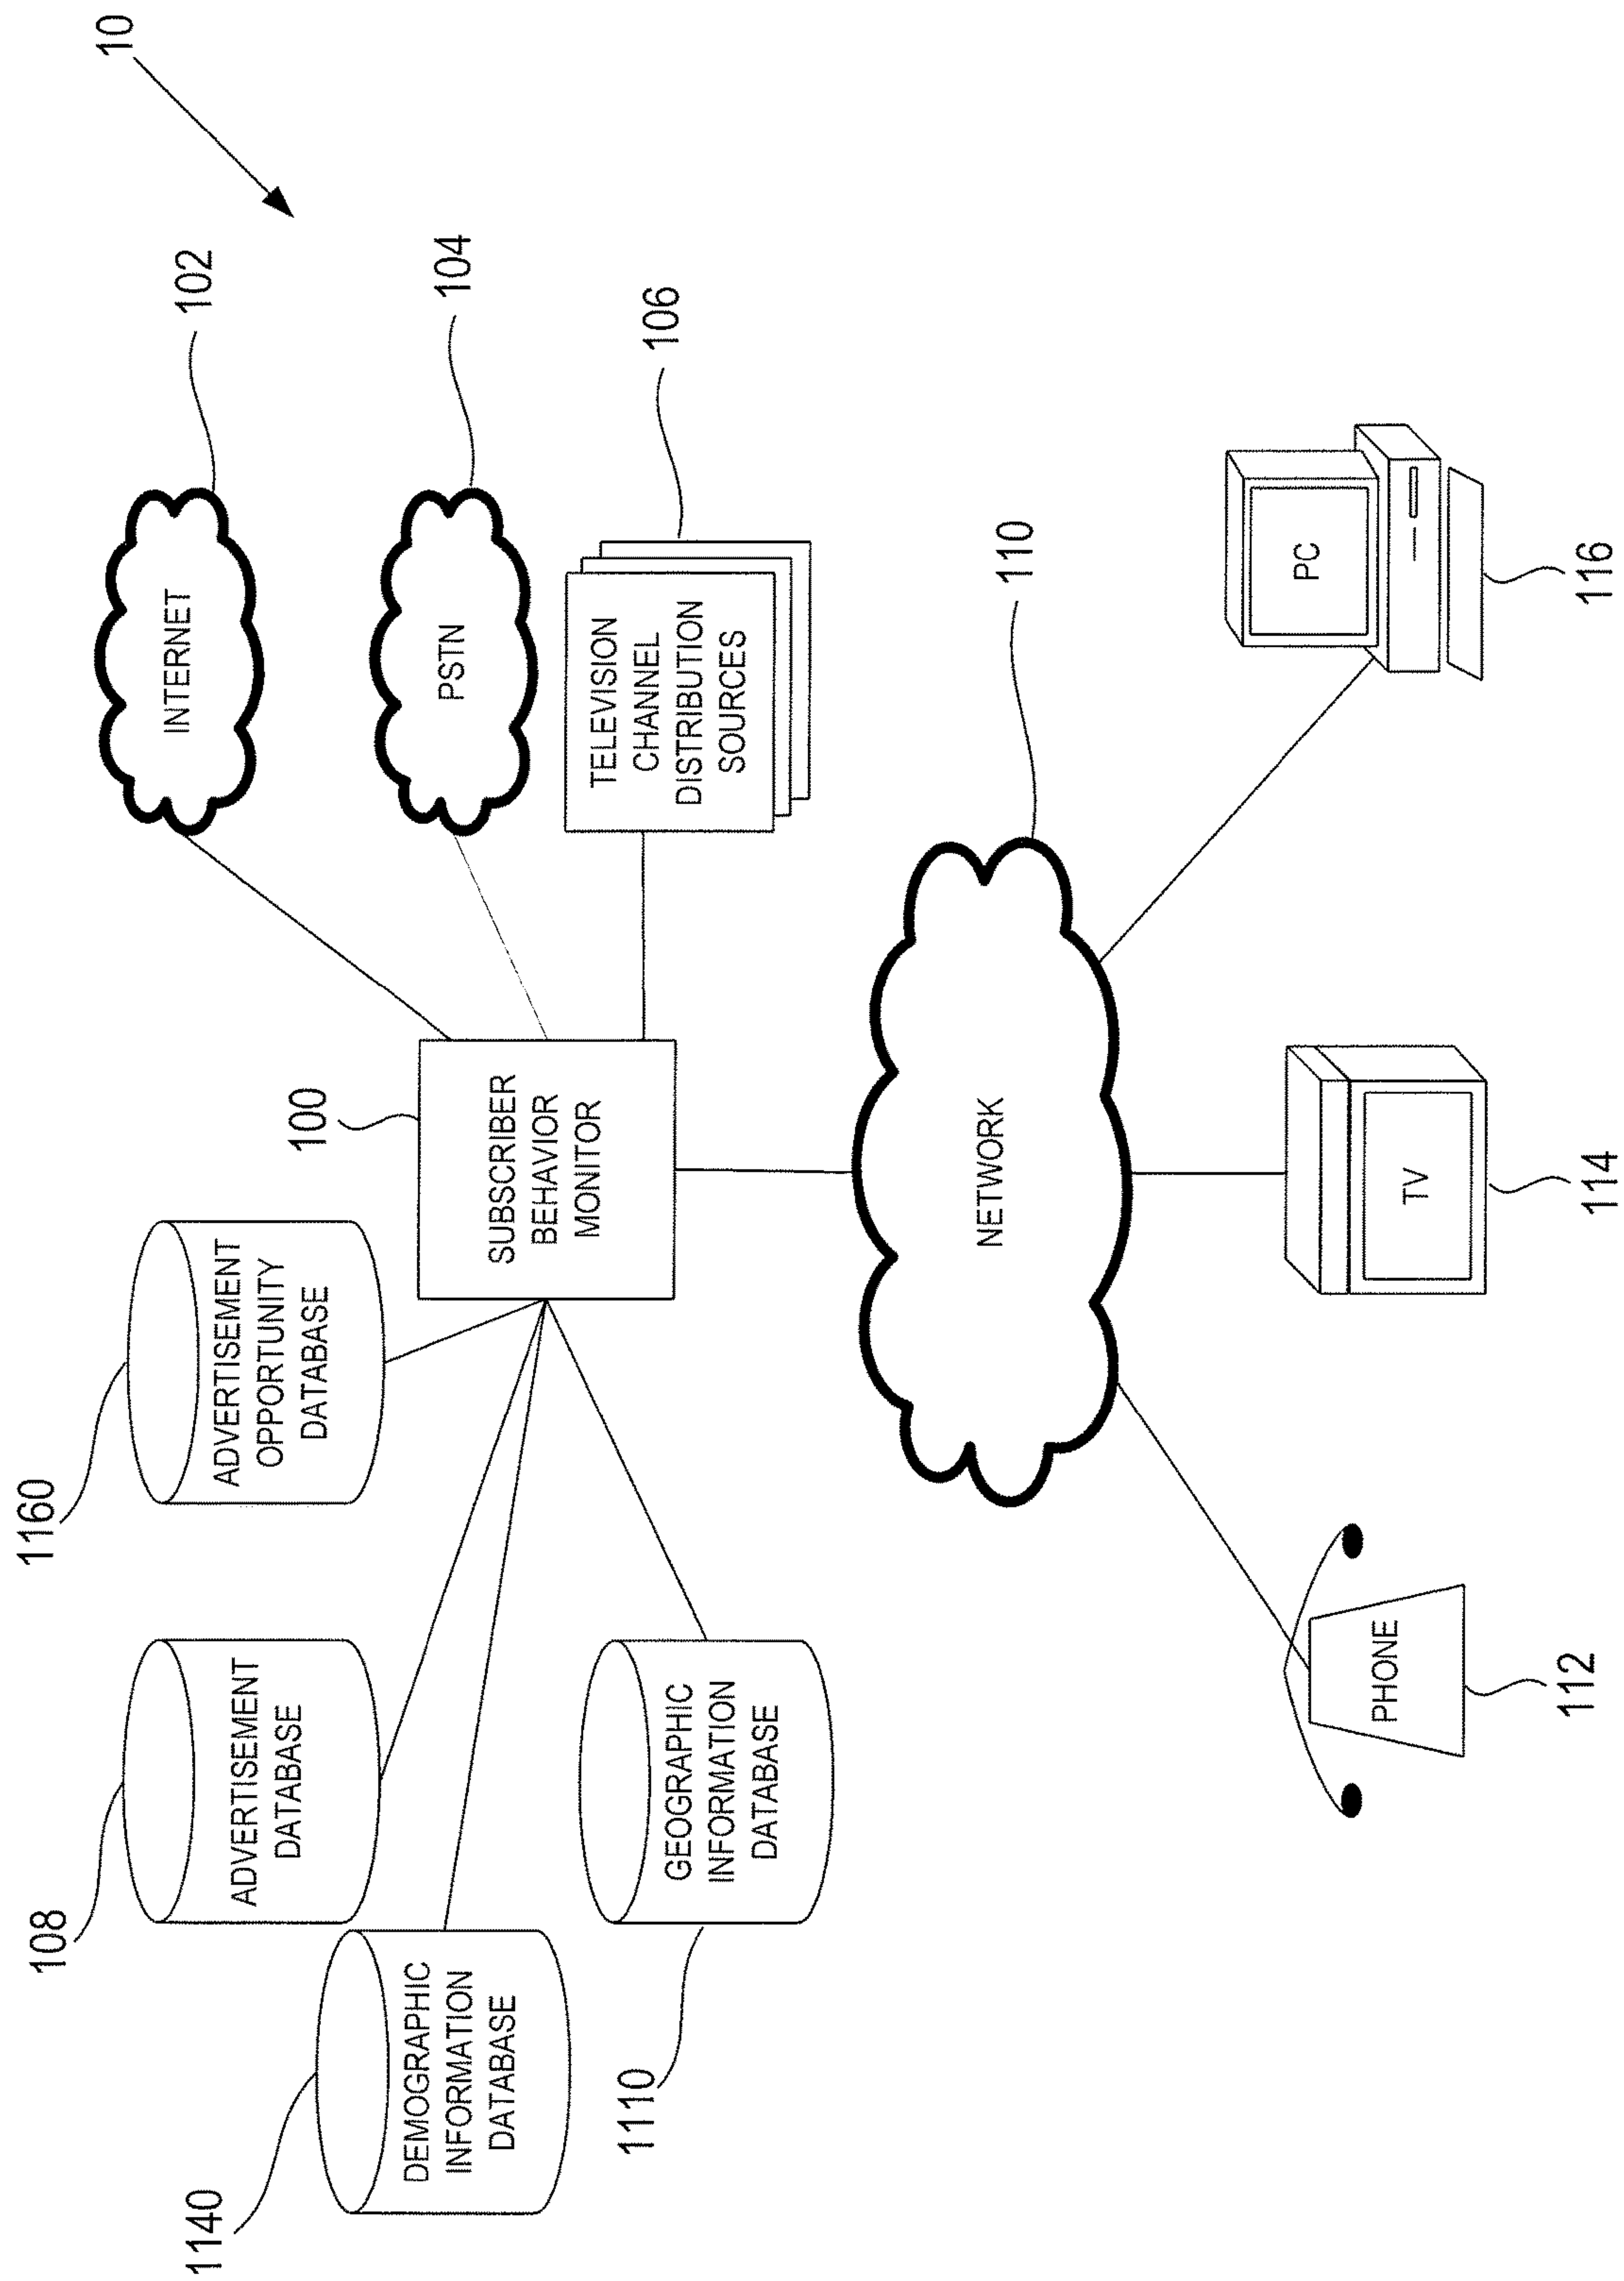 10
102
INTERNET
104
PSTN
106
TELEVISION
CHANNEL
DISTRIBUTION
SOURCES
100
SUBSCRIBER
BEHAVIOR
MONITOR
1160
ADVERTISEMENT
OPPORTUNITY
DATABASE
108
ADVERTISEMENT
DATABASE
1140
DEMOGRAPHIC
INFORMATION
DATABASE
1110
GEOGRAPHIC
INFORMATION
DATABASE
110
NETWORK
PHONE
112
TV
114
PC
116